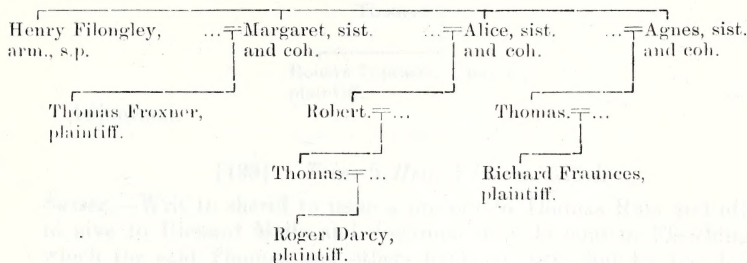 Henry Filongley, ...=Margaret, sist. ...=Alice, sist. ...=Agnes, sist.
arm., s.p. and coh. and coh. and coh.
Thomas Froxner, Robert.=... Thomas.=...
plaintiff.
Thomas.=... Richard Fraunces,
plaintiff.
Roger Darcy,
plaintiff.